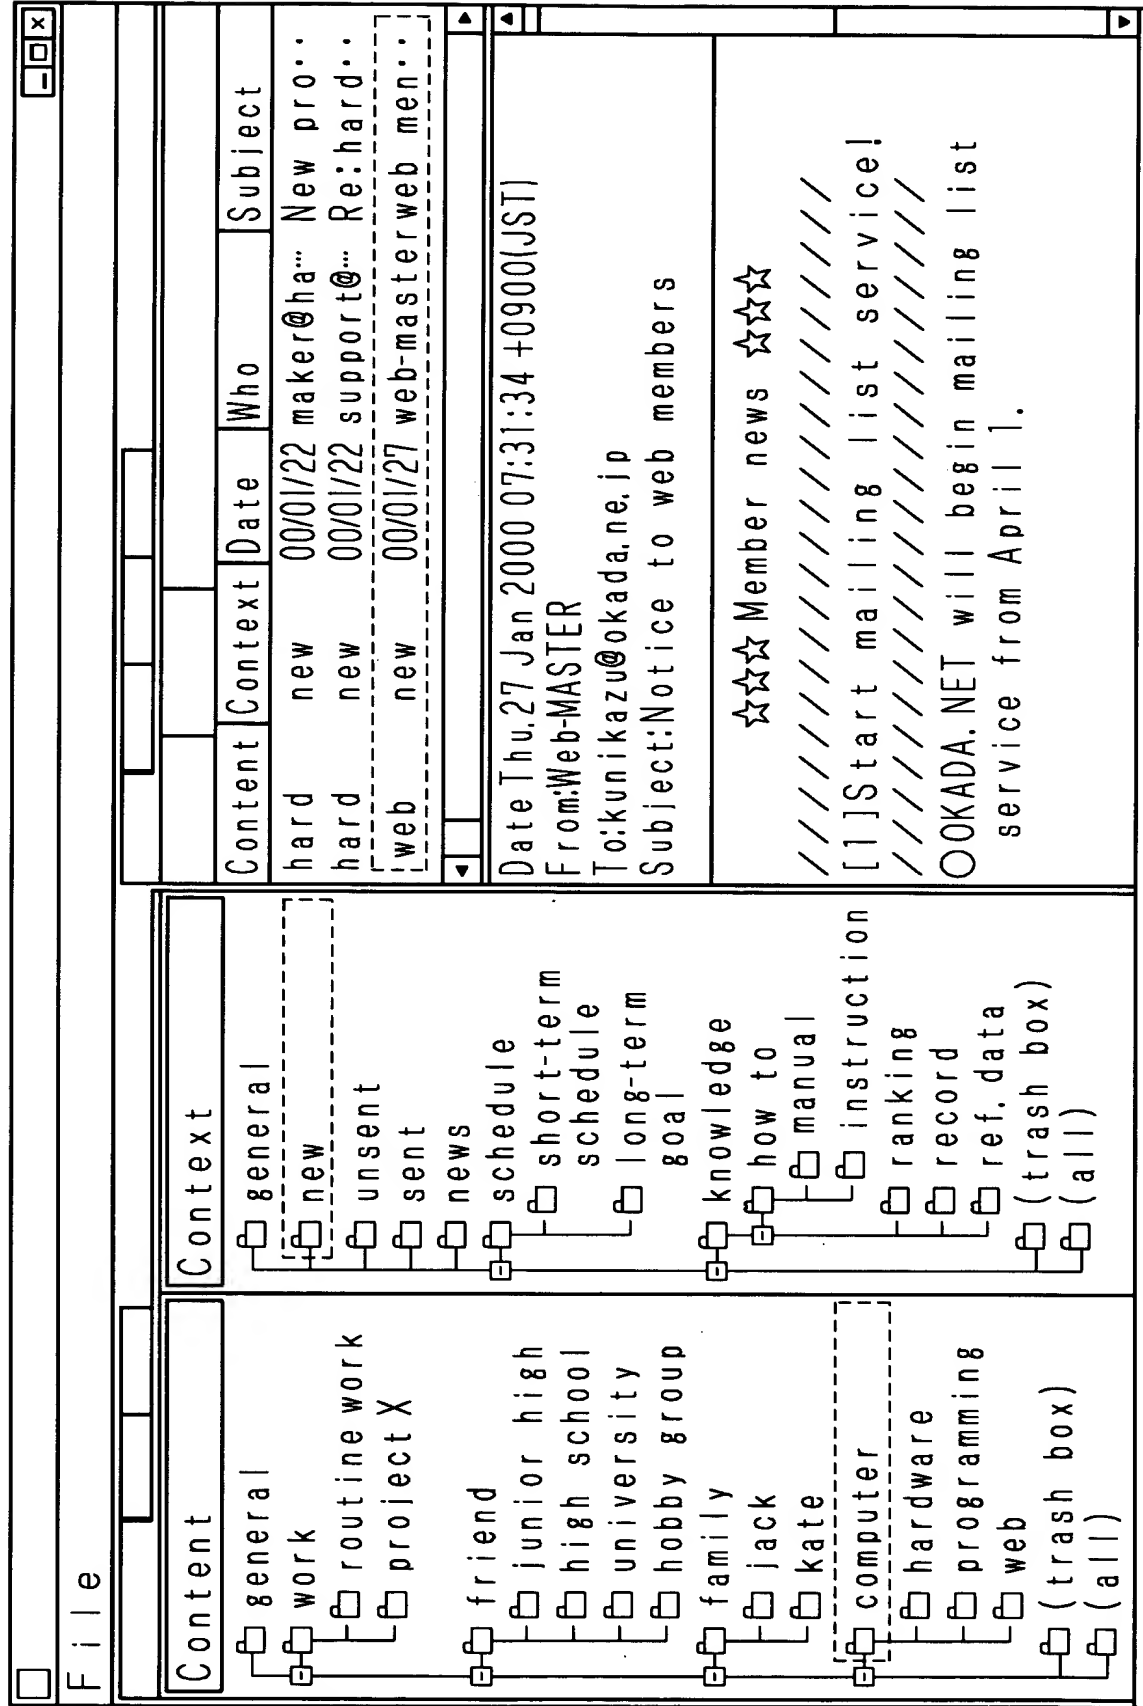 File
Content
general
work
routine work
project X
friend
junior high
high school
university
hobby group
family
jack
kate
computer
hardware
programming
web
(trash box)
(all)
Context
general
new
unsent
sent
news
schedule
short-term
schedule
long-term
goal
knowledge
how to
manual
instruction
ranking
record
ref.data
(trash box)
(all)
Content Context Date Who Subject
hard new 00/01/22 maker@ha… New pro··
hard new 00/01/22 support@… Re:hard··
web new 00/01/27 web-masterweb men··
Date Thu.27 Jan 2000 07:31:34 +0900(JST)
From:Web-MASTER
To:kunikazu@okada.ne.jp
Subject:Notice to web members
☆☆☆Member news ☆☆☆
/ / / / / / / / / / / / / / / / / / / / /
[1]Start mailing list service!
/ / / / / / / / / / / / / / / / / / / / /
○OKADA.NET will begin mailing list
service from April 1.